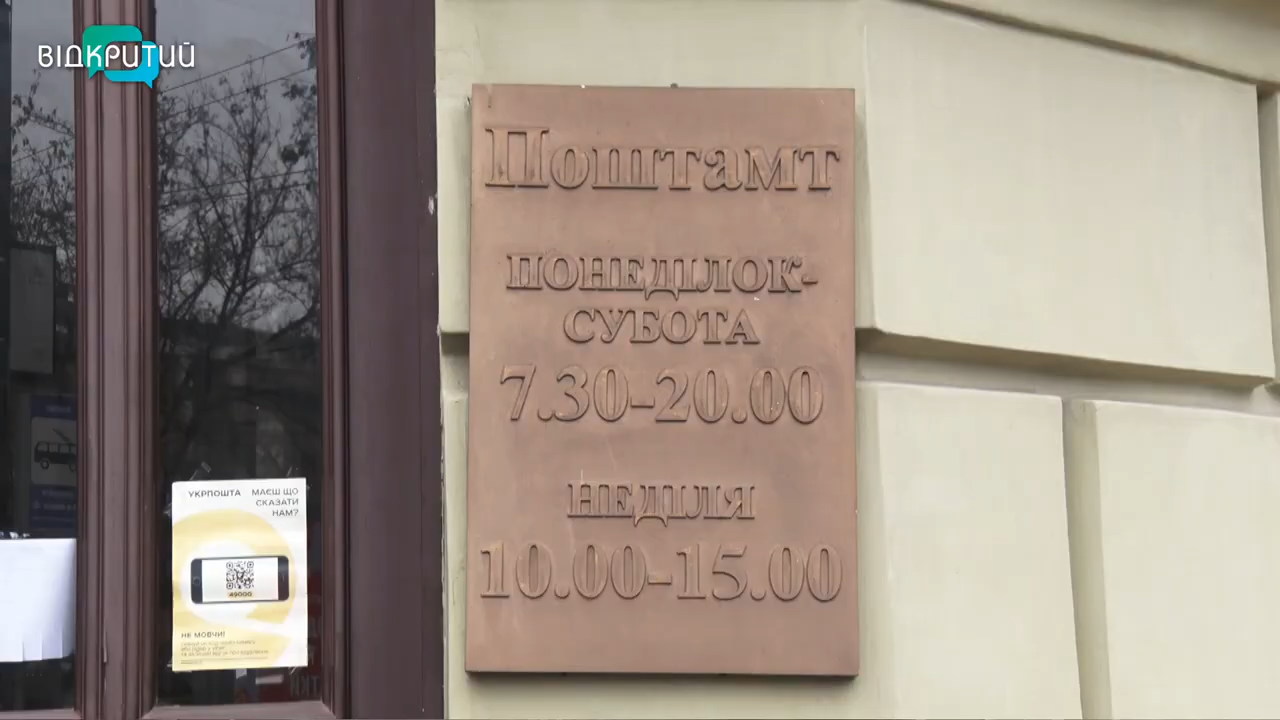 ВІДКРИТИЙ
Поштамт
ПОНЕДІЛОК-
СУБОТА
7.30-20.00
НЕДІЛЯ
10.00-15.00
УКРПОШТА МАЄШ ЩО
СКАЗАТИ
НАМ?
49000
НЕ МОВЧИ!